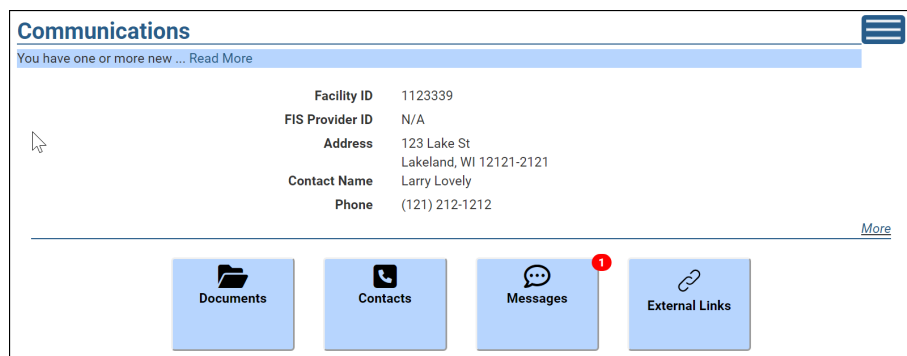 Communications
You have one or more new ... Read More
Facility ID 1123339
FIS Provider ID N/A
Address 123 Lake St
Lakeland, WI 12121-2121
Contact Name Larry Lovely
Phone (121) 212-1212
More
1
Documents Contacts Messages External Links